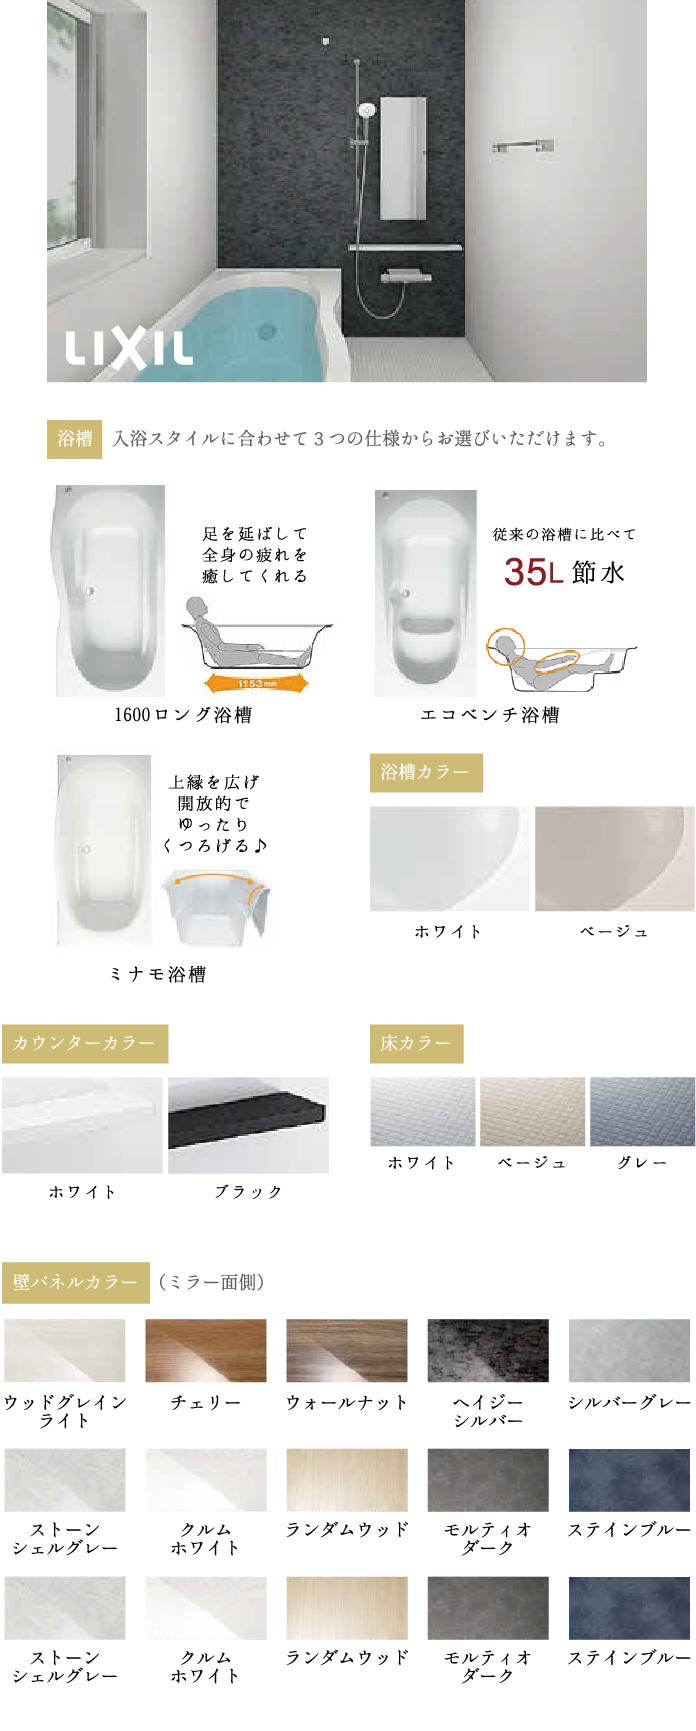 LIXIL
浴槽 入浴スタイルに合わせて3つの仕様からお選びいただけます。
足を延ばして
全身の疲れを
癒してくれる
1153mm
1600ロング浴槽
従来の浴槽に比べて
35L節水
エコベンチ浴槽
上縁を広げ
開放的で
ゆったり
くつろげる♪
ミナモ浴槽
浴槽カラー
ホワイト ベージュ
カウンターカラー
ホワイト ブラック
床カラー
ホワイト ベージュ グレー
壁パネルカラー (ミラー面側)
ウッドグレイン
ライト
チェリー
ウォールナット
ヘイジー
シルバー
シルバーグレー
ストーン
シェルグレー
クルム
ホワイト
ランダムウッド
モルティオ
ダーク
ステインブルー
ストーン
シェルグレー
クルム
ホワイト
ランダムウッド
モルティオ
ダーク
ステインブルー